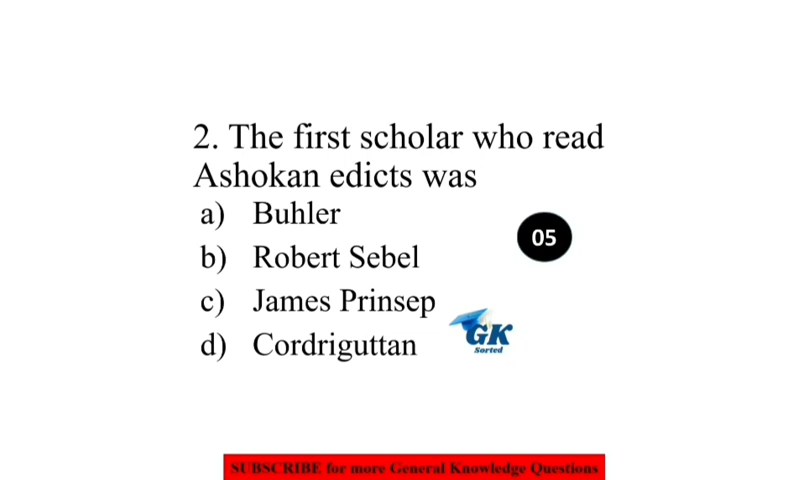 2. The first scholar who read
Ashokan edicts was
a) Buhler
05
b) Robert Sebel
c) James Prinsep
d) Cordriguttan
GK
Sorted
SUBSCRIBE for more General Knowledge Questions